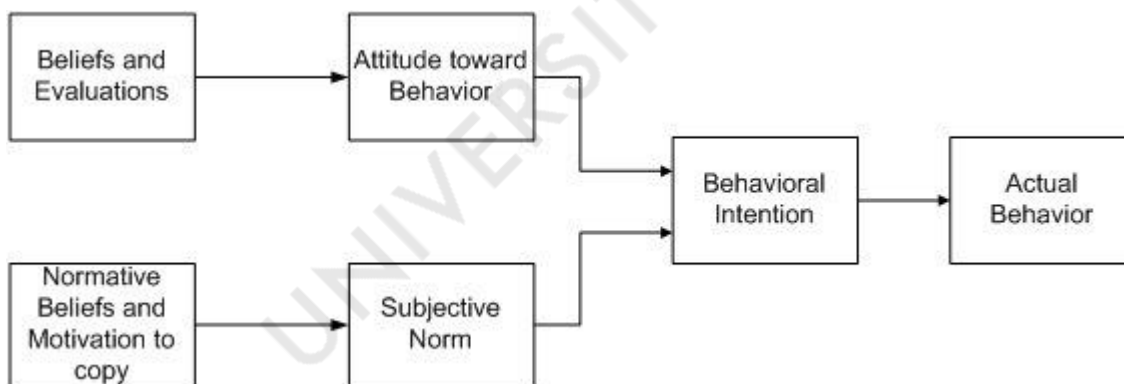 Beliefs and
Evaluations
Attitude toward
Behavior
Normative
Beliefs and
Motivation to
copy
Subjective
Norm
Behavioral
Intention
Actual
Behavior